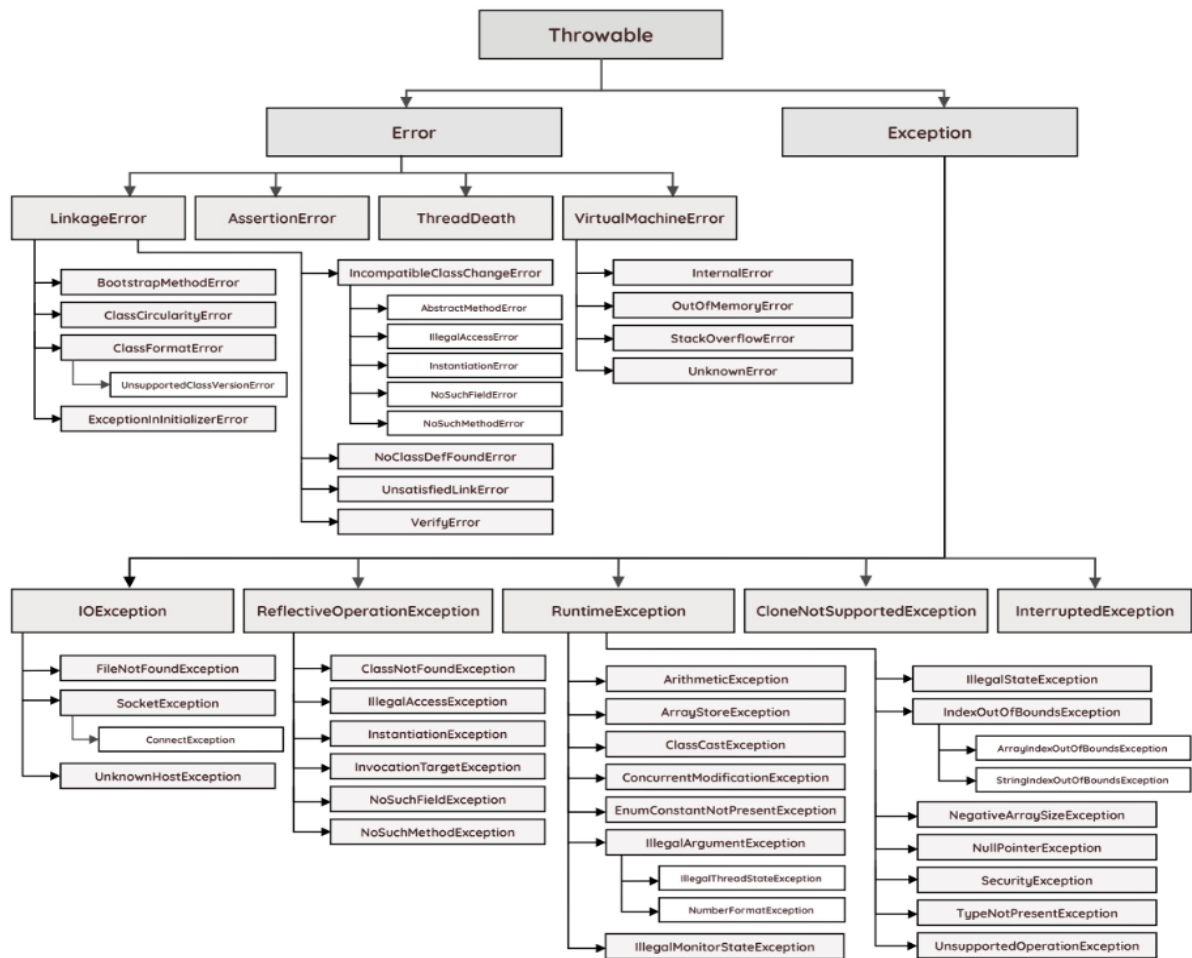 Throwable
Error
Exception
LinkageError
AssertionError
ThreadDeath
VirtualMachineError
BootstrapMethodError
ClassCircularityError
ClassFormatError
UnsupportedClassVersionError
ExceptionInInitializerError
IncompatibleClassChangeError
AbstractMethodError
IllegalAccessError
InstantiationError
NoSuchFieldError
NoSuchMethodError
NoClassDefFoundError
UnsatisfiedLinkError
VerifyError
InternalError
OutOfMemoryError
StackOverflowError
UnknownError
IOException
ReflectiveOperationException
RuntimeException
CloneNotSupportedException
InterruptedException
FileNotFoundException
SocketException
ConnectException
UnknownHostException
ClassNotFoundException
IllegalAccessException
InstantiationException
InvocationTargetException
NoSuchFieldException
NoSuchMethodException
ArithmeticException
ArrayStoreException
ClassCastException
ConcurrentModificationException
EnumConstantNotPresentException
IllegalArgumentException
IllegalThreadStateException
NumberFormatException
IllegalMonitorStateException
IllegalStateException
IndexOutOfBoundsException
ArrayIndexOutOfBoundsException
StringIndexOutOfBoundsException
NegativeArraySizeException
NullPointerException
SecurityException
TypeNotPresentException
UnsupportedOperationException